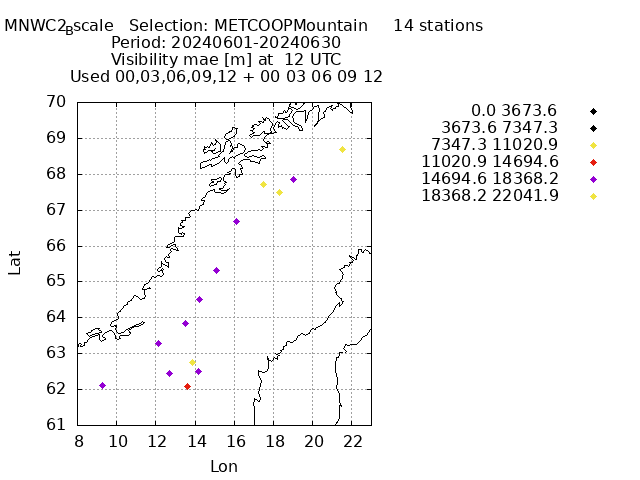 MNWC2Bscale Selection: METCOOPMountain 14 stations
Period: 20240601-20240630
Visibility mae [m] at 12 UTC
Used 00,03,06,09,12 + 00 03 06 09 12
70
69
68
67
66
65
64
63
62
61
8 10 12 14 16 18 20 22
Lat
Lon
0.0 3673.6
3673.6 7347.3
7347.3 11020.9
11020.9 14694.6
14694.6 18368.2
18368.2 22041.9